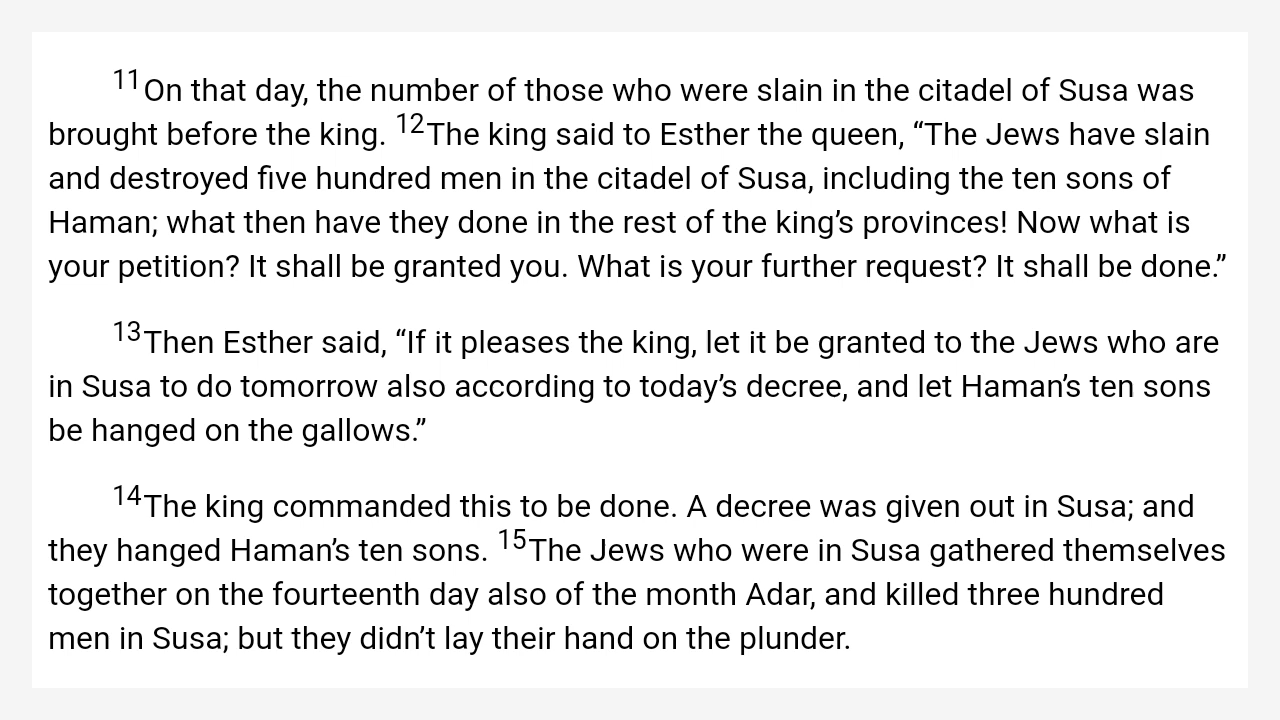 11On that day, the number of those who were slain in the citadel of Susa was
brought before the king. 12The king said to Esther the queen, “The Jews have slain
and destroyed five hundred men in the citadel of Susa, including the ten sons of
Haman; what then have they done in the rest of the king’s provinces! Now what is
your petition? It shall be granted you. What is your further request? It shall be done.”
13Then Esther said, “If it pleases the king, let it be granted to the Jews who are
in Susa to do tomorrow also according to today’s decree, and let Haman’s ten sons
be hanged on the gallows.”
14The king commanded this to be done. A decree was given out in Susa; and
they hanged Haman’s ten sons. 15The Jews who were in Susa gathered themselves
together on the fourteenth day also of the month Adar, and killed three hundred
men in Susa; but they didn’t lay their hand on the plunder.